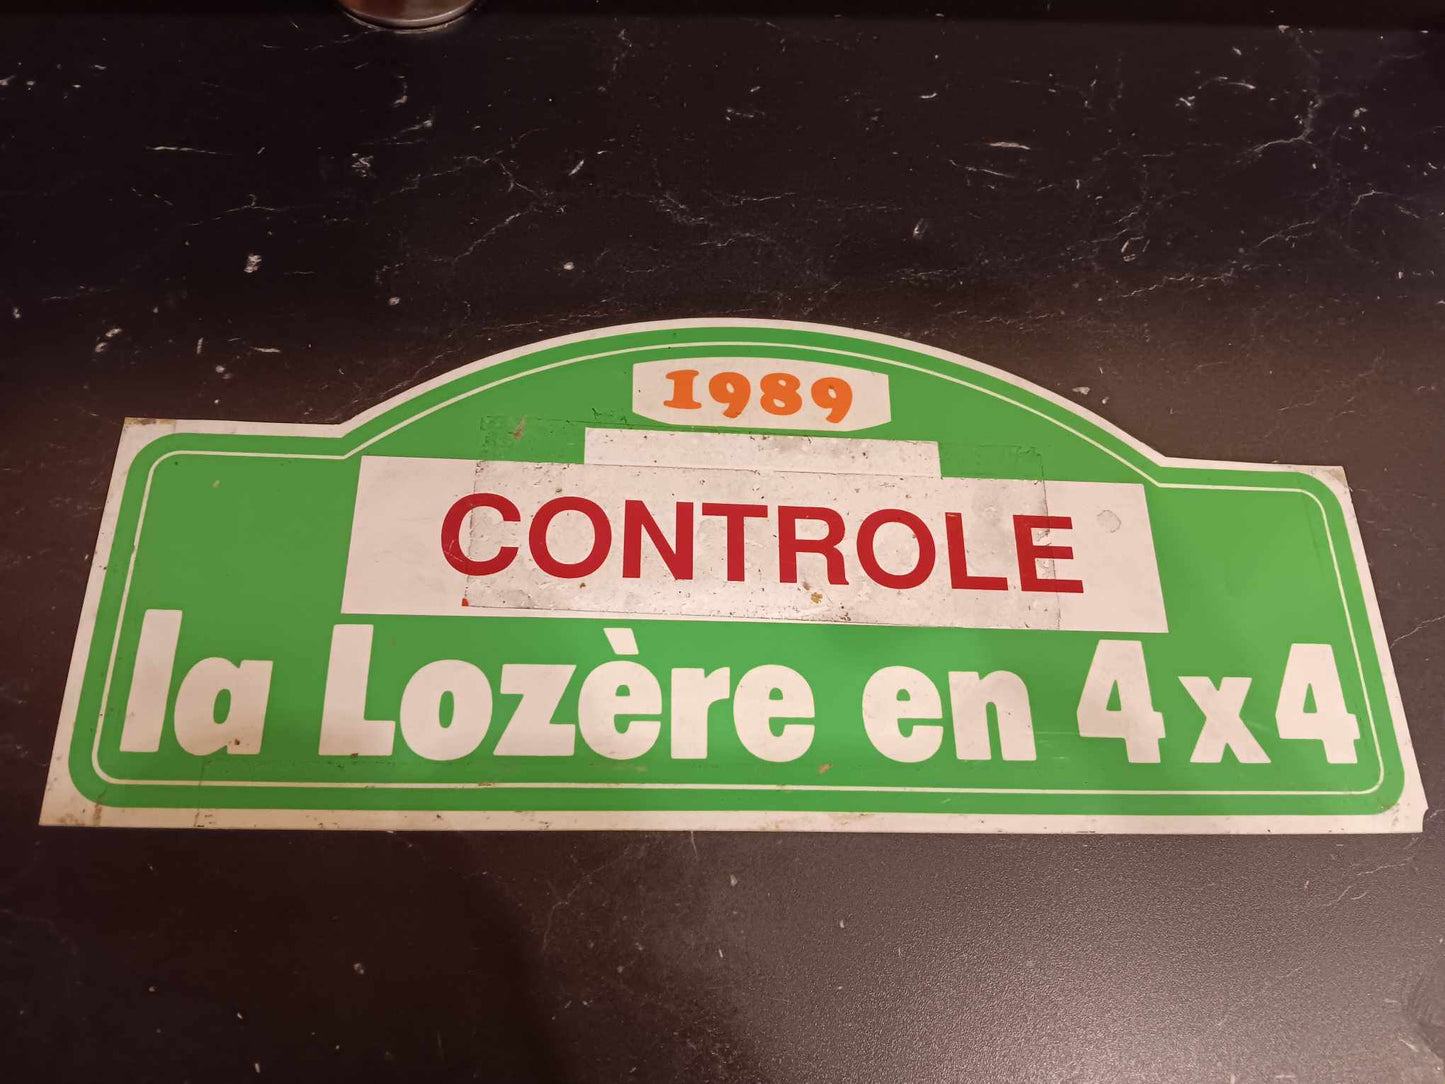 1989
CONTROLE
la Lozère en 4x4